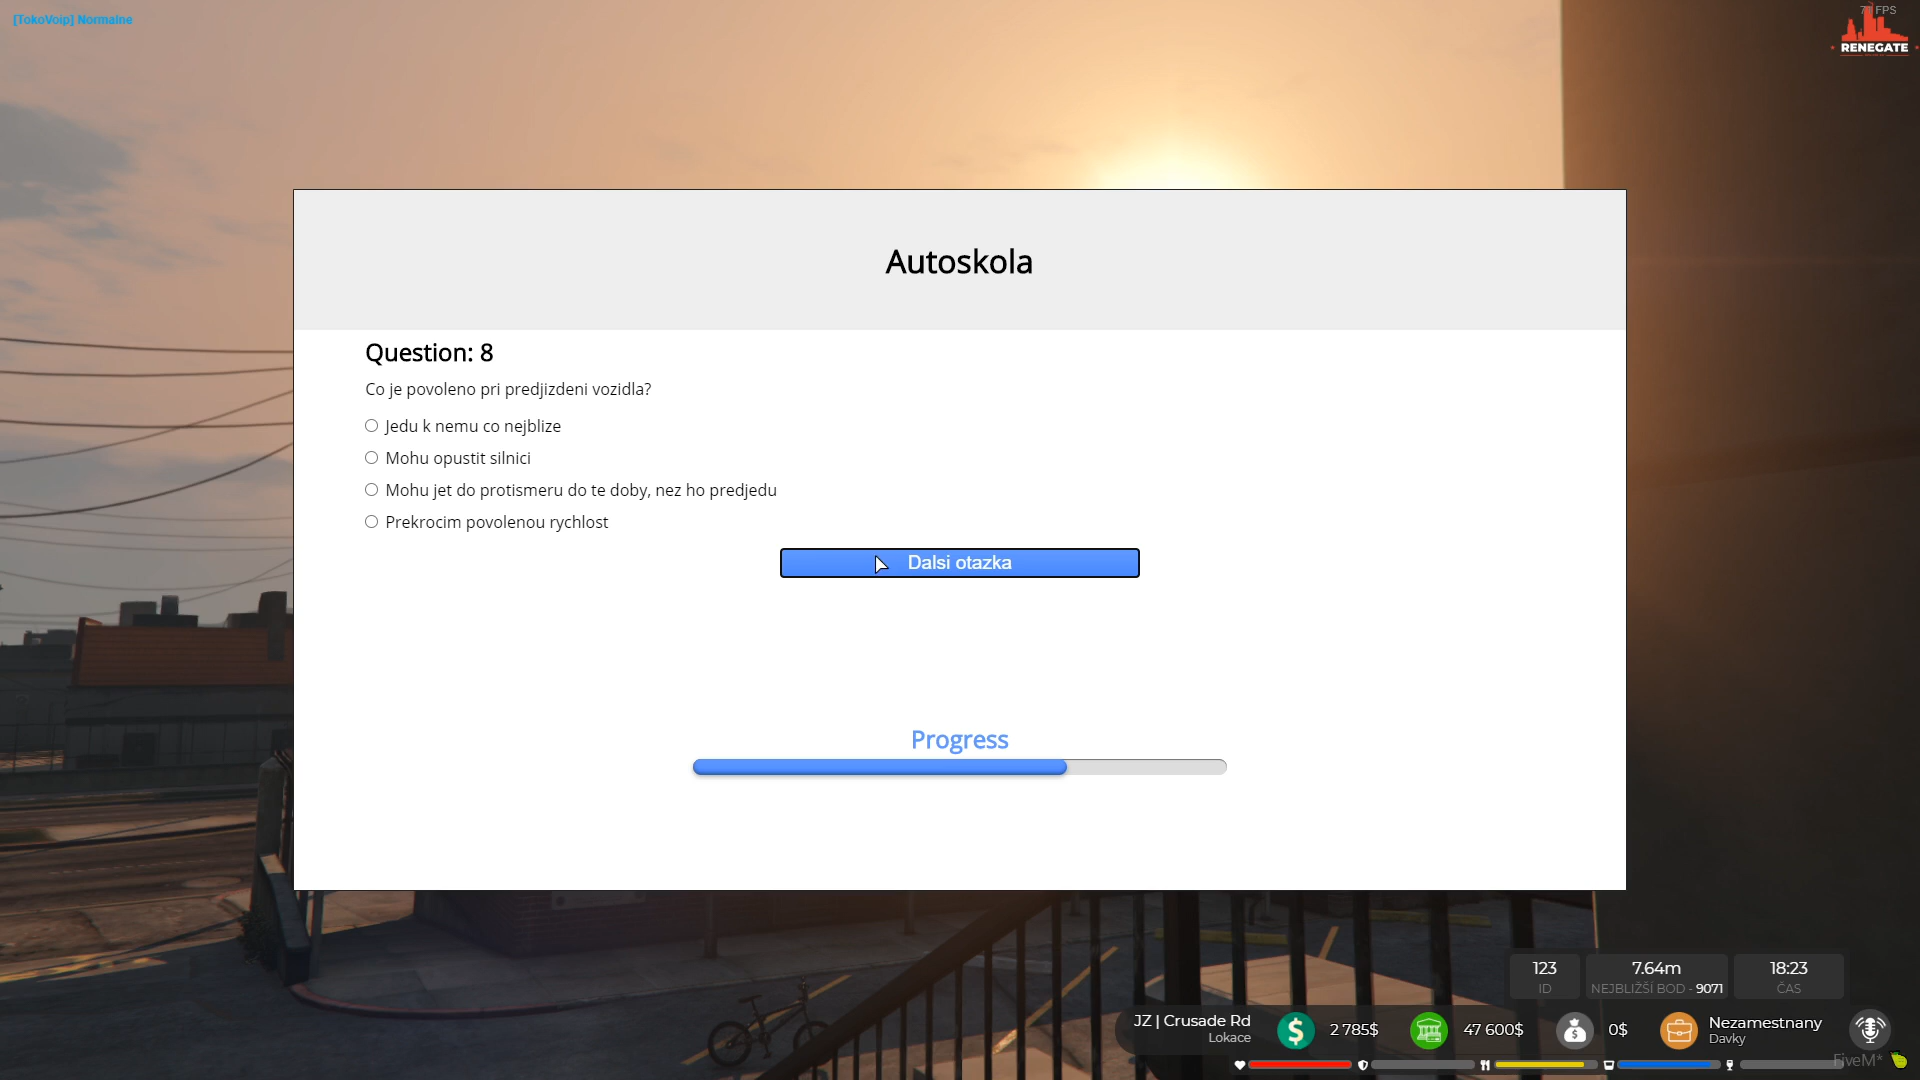 [TokoVoip] Normalne
FPS
RENEGATE
Autoskola
Question: 8
Co je povoleno pri predjizdeni vozidla?
Jedu k nemu co nejblize
Mohu opustit silnici
Mohu jet do protismeru do te doby, nez ho predjedu
Prekrocim povolenou rychlost
Dalsi otazka
Progress
123
7.64m
18:23
ID
NEJBLIŽŠÍ BOD - 9071
ČAS
JZ | Crusade Rd
Lokace
2 785$
47 600$
0$
Nezamestnany
Davky
FiveM*